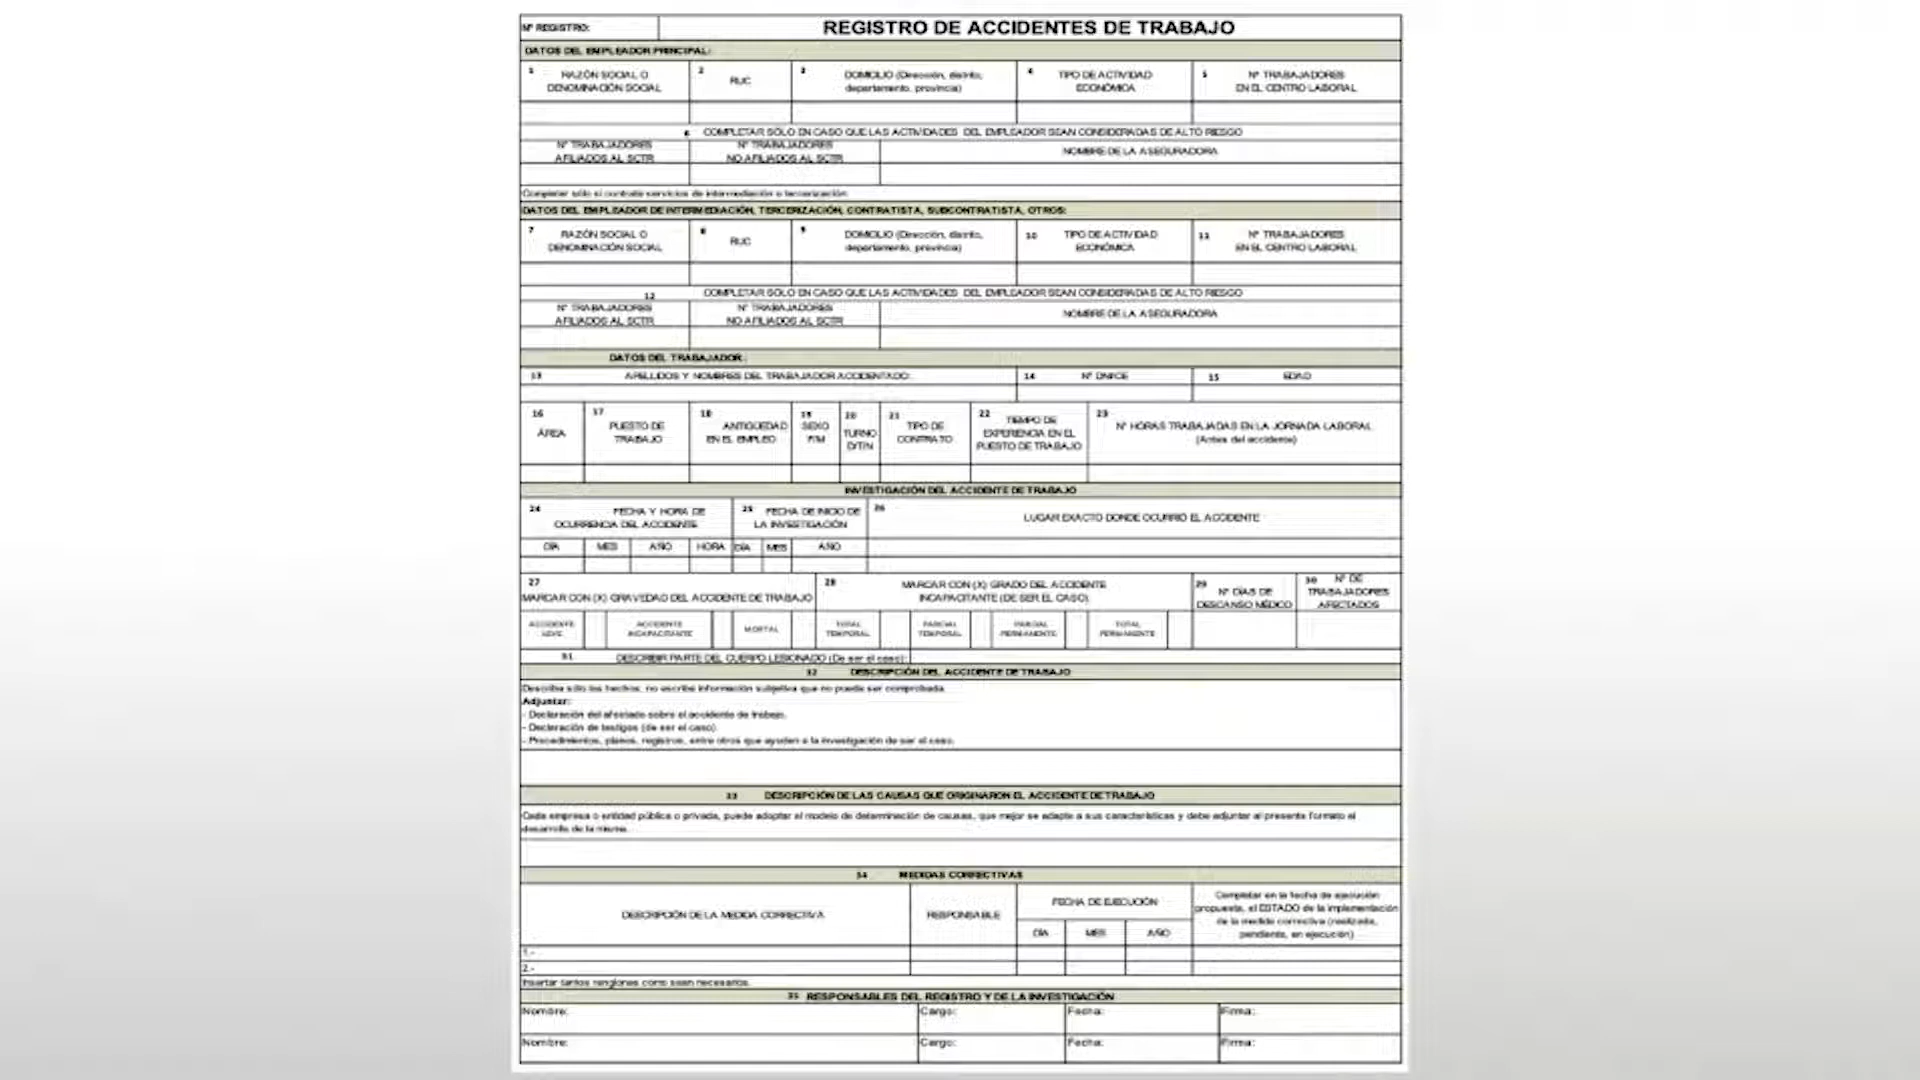 Nº REGISTRO:
REGISTRO DE ACCIDENTES DE TRABAJO
DATOS DEL EMPLEADOR PRINCIPAL:
1 RAZÓN SOCIAL O
DENOMINACIÓN SOCIAL
2 RUC
3 DOMICILIO (Dirección, distrito,
departamento, provincia)
4 TIPO DE ACTIVIDAD
ECONÓMICA
5 Nº TRABAJADORES
EN EL CENTRO LABORAL
6 COMPLETAR SÓLO EN CASO QUE LAS ACTIVIDADES DEL EMPLEADOR SEAN CONSIDERADAS DE ALTO RIESGO
Nº TRABAJADORES
AFILIADOS AL SCTR
Nº TRABAJADORES
NO AFILIADOS AL SCTR
NOMBRE DE LA ASEGURADORA
Completar sólo si contrata servicios de intermediación o tercerización:
DATOS DEL EMPLEADOR DE INTERMEDIACIÓN, TERCERIZACIÓN, CONTRATISTA, SUBCONTRATISTA, OTROS:
7 RAZÓN SOCIAL O
DENOMINACIÓN SOCIAL
8 RUC
9 DOMICILIO (Dirección, distrito,
departamento, provincia)
10 TIPO DE ACTIVIDAD
ECONÓMICA
11 Nº TRABAJADORES
EN EL CENTRO LABORAL
12 COMPLETAR SÓLO EN CASO QUE LAS ACTIVIDADES DEL EMPLEADOR SEAN CONSIDERADAS DE ALTO RIESGO
Nº TRABAJADORES
AFILIADOS AL SCTR
Nº TRABAJADORES
NO AFILIADOS AL SCTR
NOMBRE DE LA ASEGURADORA
DATOS DEL TRABAJADOR:
13 APELLIDOS Y NOMBRES DEL TRABAJADOR ACCIDENTADO:
14 Nº DNI/CE
15 EDAD
16 ÁREA
17 PUESTO DE
TRABAJO
18 ANTIGÜEDAD
EN EL EMPLEO
19 SEXO
F/M
20 TURNO
D/T/N
21 TIPO DE
CONTRATO
22 TIEMPO DE
EXPERIENCIA EN EL
PUESTO DE TRABAJO
23 Nº HORAS TRABAJADAS EN LA JORNADA LABORAL
(Antes del accidente)
INVESTIGACIÓN DEL ACCIDENTE DE TRABAJO
24 FECHA Y HORA DE
OCURRENCIA DEL ACCIDENTE
25 FECHA DE INICIO DE
LA INVESTIGACIÓN
26 LUGAR EXACTO DONDE OCURRIÓ EL ACCIDENTE
DÍA MES AÑO HORA DÍA MES AÑO
27
MARCAR CON (X) GRAVEDAD DEL ACCIDENTE DE TRABAJO
28 MARCAR CON (X) GRADO DEL ACCIDENTE
INCAPACITANTE (DE SER EL CASO)
29 Nº DÍAS DE
DESCANSO MÉDICO
30 Nº DE
TRABAJADORES
AFECTADOS
ACCIDENTE
LEVE
ACCIDENTE
INCAPACITANTE
MORTAL
TOTAL
TEMPORAL
PARCIAL
TEMPORAL
PARCIAL
PERMANENTE
TOTAL
PERMANENTE
31 DESCRIBIR PARTE DEL CUERPO LESIONADO (De ser el caso):
32 DESCRIPCIÓN DEL ACCIDENTE DE TRABAJO
Describa sólo los hechos, no escriba información subjetiva que no pueda ser comprobada.
Adjuntar:
- Declaración del afectado sobre el accidente de trabajo.
- Declaración de testigos (de ser el caso).
- Procedimientos, planos, registros, entre otros que ayuden a la investigación de ser el caso.
33 DESCRIPCIÓN DE LAS CAUSAS QUE ORIGINARON EL ACCIDENTE DE TRABAJO
Cada empresa o entidad pública o privada, puede adoptar el modelo de determinación de causas, que mejor se adapte a sus características y debe adjuntar al presente formato el
desarrollo de la misma.
34 MEDIDAS CORRECTIVAS
DESCRIPCIÓN DE LA MEDIDA CORRECTIVA
RESPONSABLE
FECHA DE EJECUCIÓN
DÍA MES AÑO
Completar en la fecha de ejecución
propuesta, el ESTADO de la implementación
de la medida correctiva (realizada,
pendiente, en ejecución)
1.-
2.-
Insertar tantos renglones como sean necesarios.
35 RESPONSABLES DEL REGISTRO Y DE LA INVESTIGACIÓN
Nombre: Cargo: Fecha: Firma:
Nombre: Cargo: Fecha: Firma: